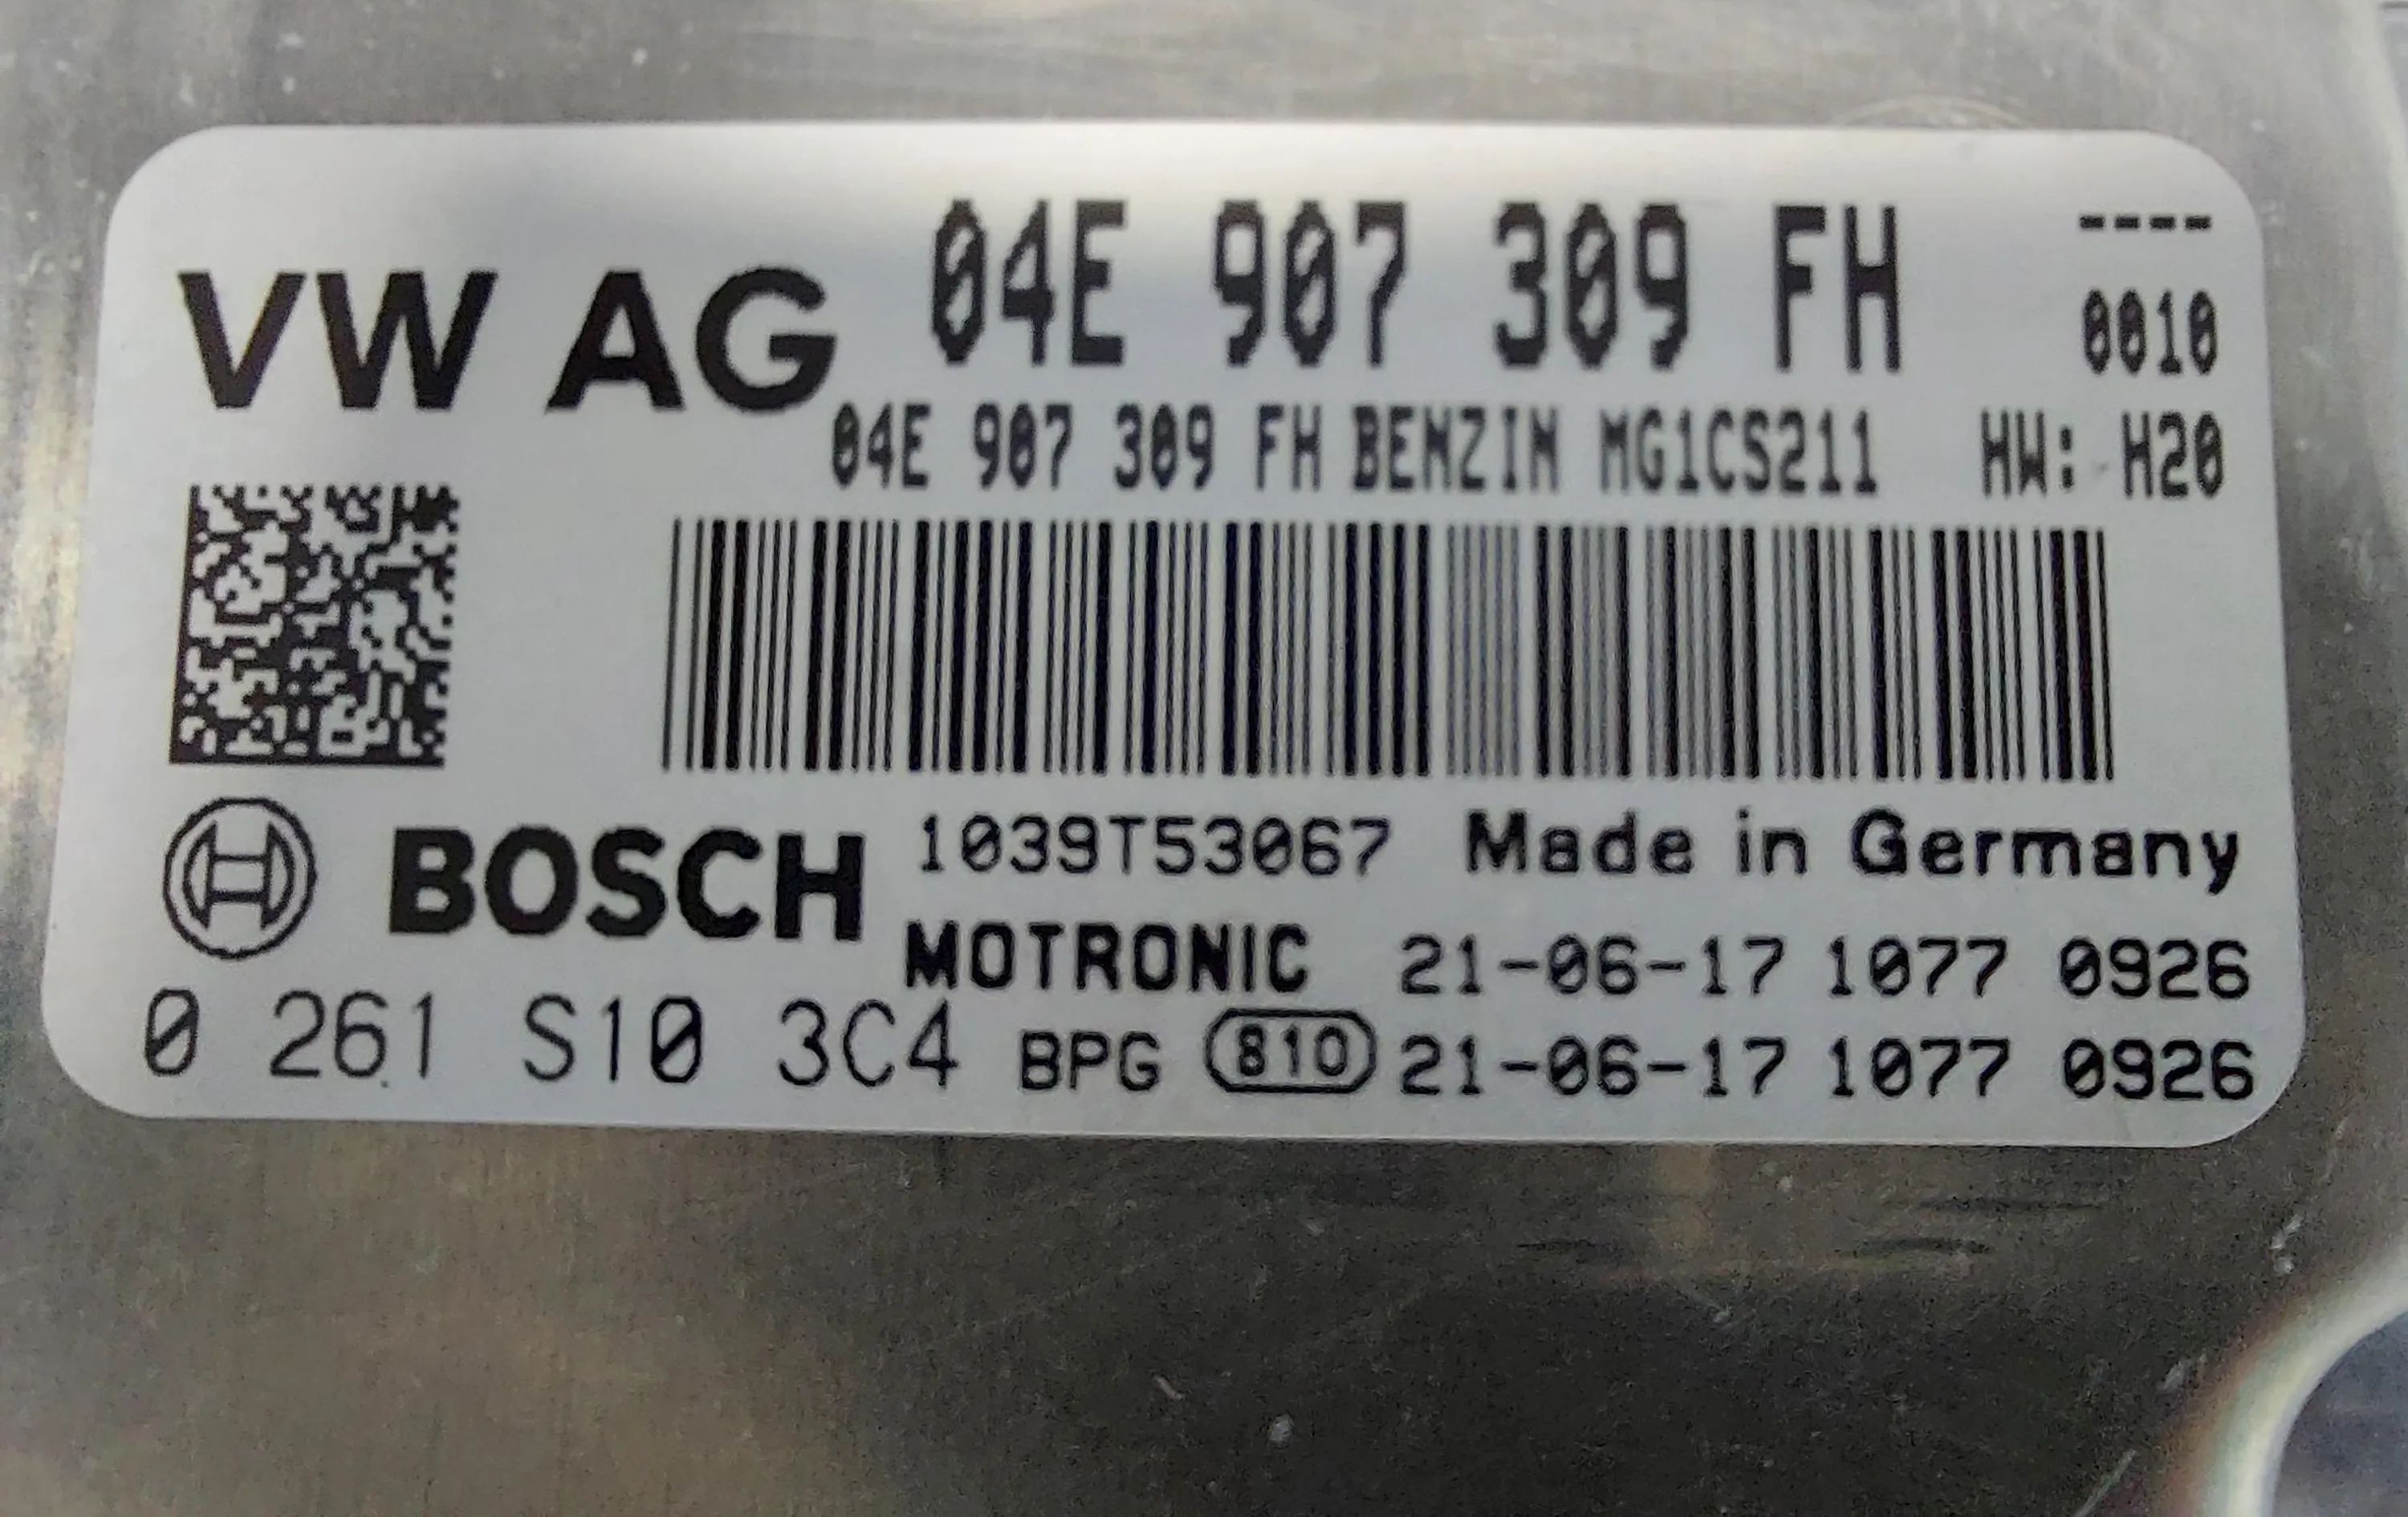 VW AG 04E 907 309 FH ----
0010
04E 907 309 FH BENZIN MG1CS211 HW: H20
BOSCH 1039T53067 Made in Germany
MOTRONIC 21-06-17 1077 0926
0 261 S10 3C4 BPG 810 21-06-17 1077 0926